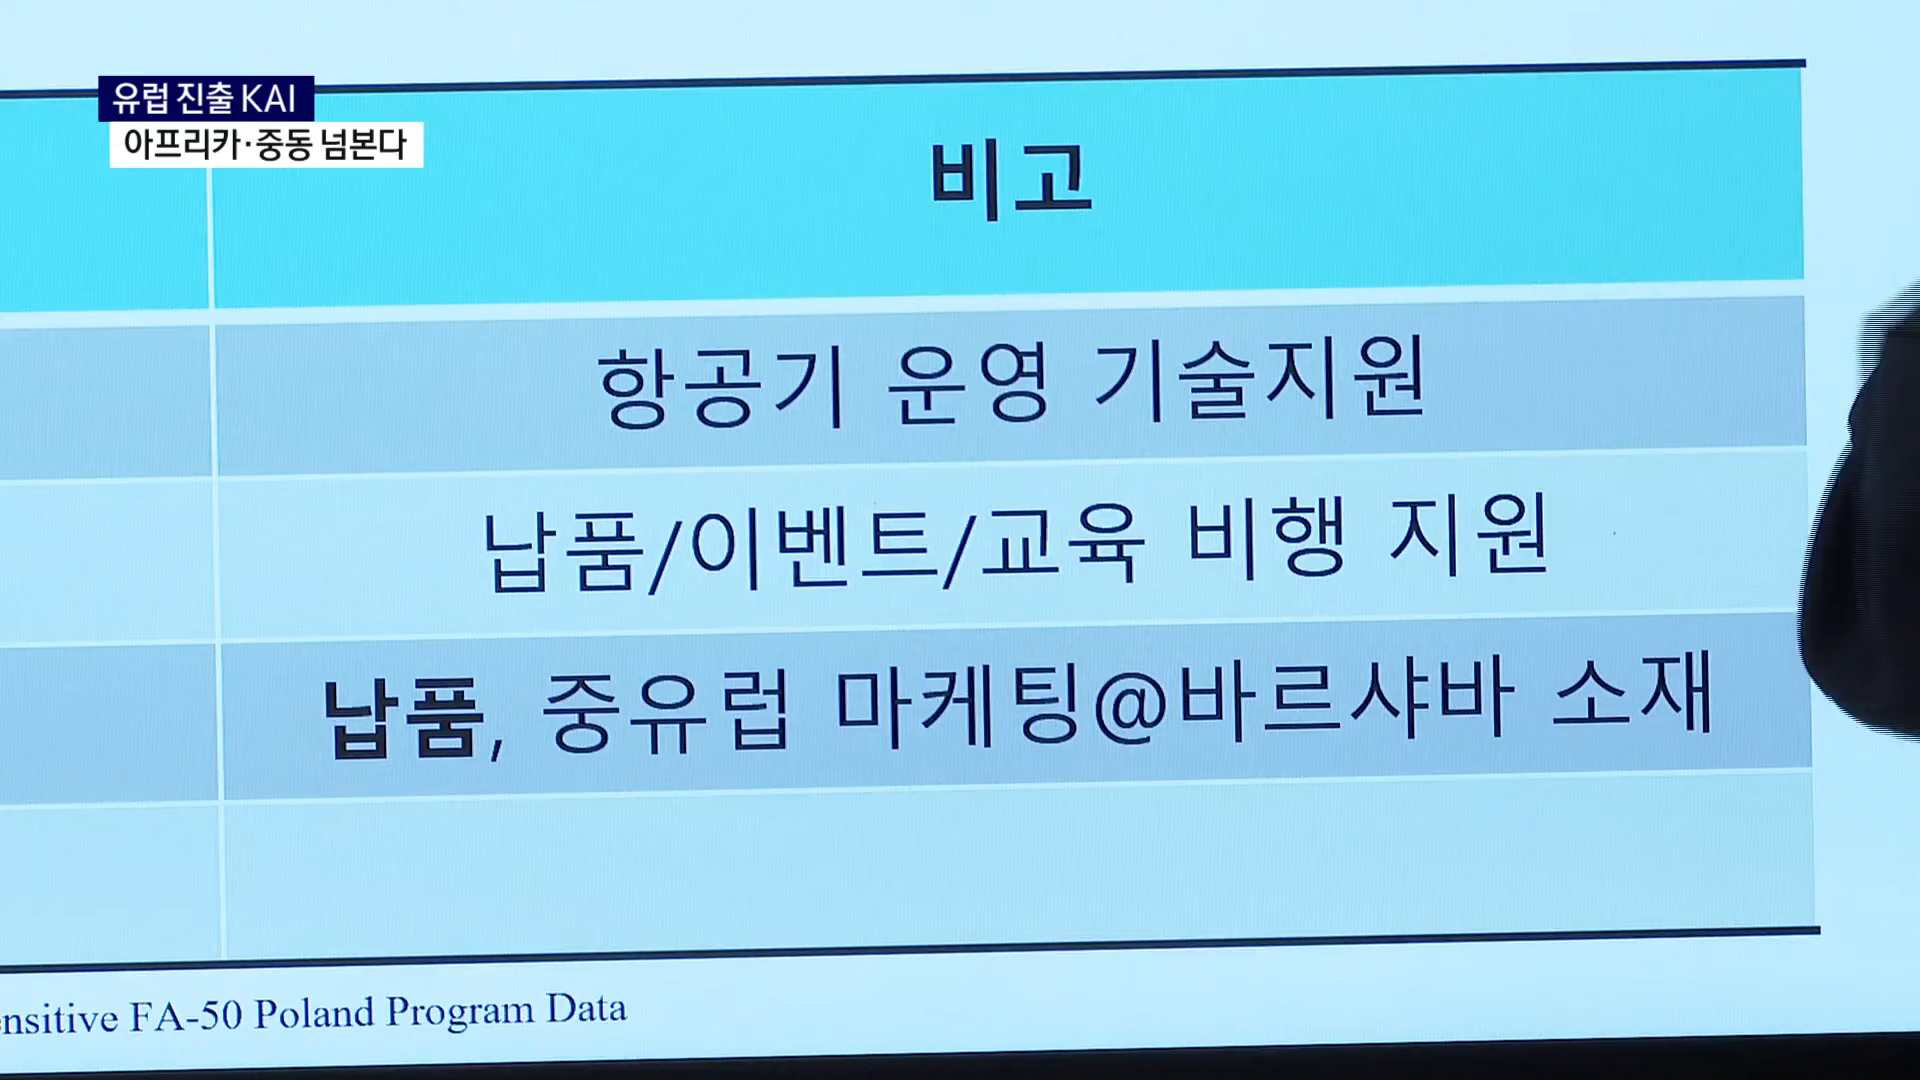 유럽 진출 KAI
아프리카·중동 넘본다
비고
항공기 운영 기술지원
납품/이벤트/교육 비행 지원
납품, 중유럽 마케팅@바르샤바 소재
FA-50 Poland Program Data